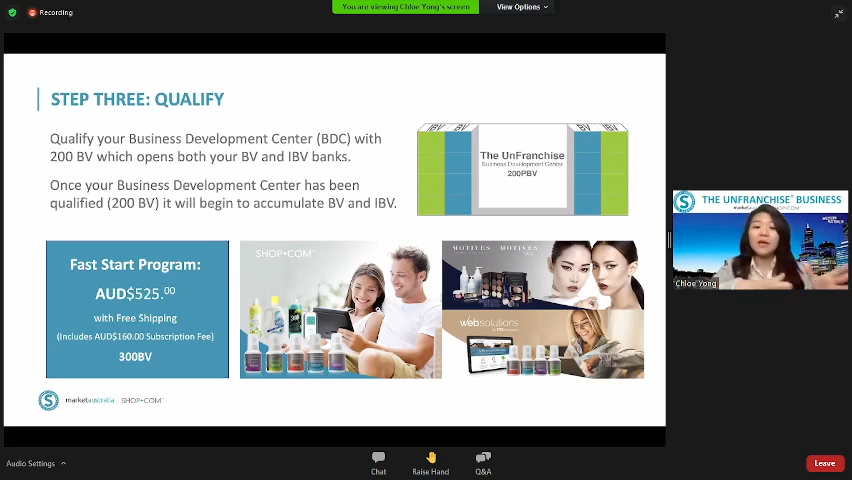 Recording
You are viewing Chloe Yong's screen
View Options
STEP THREE: QUALIFY
Qualify your Business Development Center (BDC) with
200 BV which opens both your BV and IBV banks.
Once your Business Development Center has been
qualified (200 BV) it will begin to accumulate BV and IBV.
IBV
The UnFranchise
Business Development Center
200PBV
Fast Start Program:
AUD$525.00
with Free Shipping
(Includes AUD$160.00 Subscription Fee)
300BV
SHOP•COM
MOTIVES MOTIVES
websolutions
marketaustralia | SHOP•COM
THE UNFRANCHISE® BUSINESS
marketaustralia SHOP•COM
WESTERN AUSTRALIA
Chloe Yong
Audio Settings
Chat
Raise Hand
Q&A
Leave